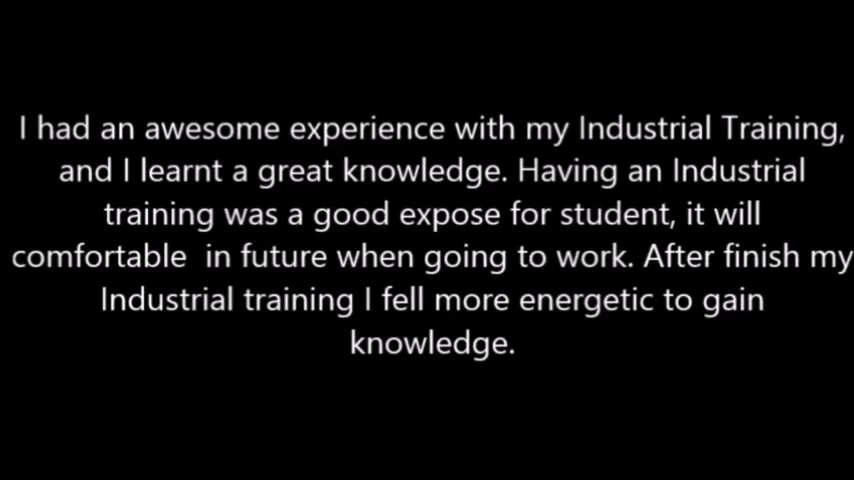 I had an awesome experience with my Industrial Training,
and I learnt a great knowledge. Having an Industrial
training was a good expose for student, it will
comfortable  in future when going to work. After finish my
Industrial training I fell more energetic to gain
knowledge.